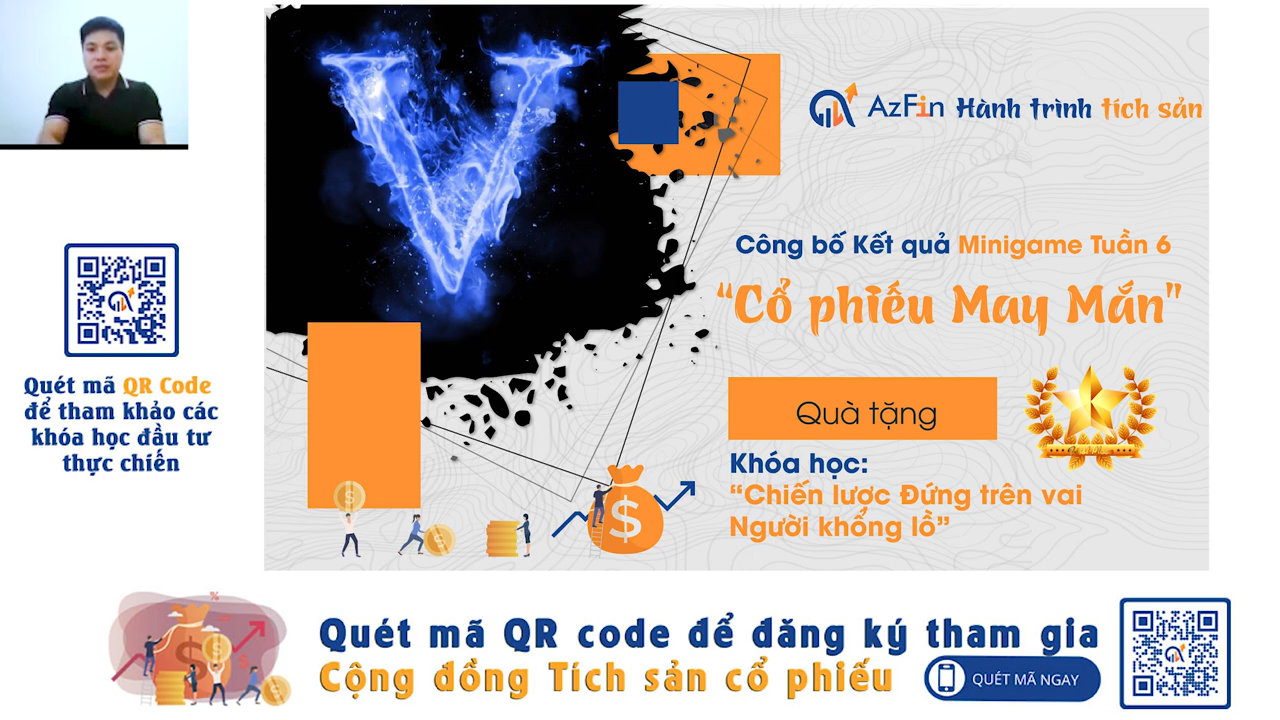 V
AzFin Hành trình tích sản
Công bố Kết quả Minigame Tuần 6
“Cổ phiếu May Mắn"
Quà tặng
Khóa học:
“Chiến lược Đứng trên vai
Người khổng lồ”
Quét mã QR Code
để tham khảo các
khóa học đầu tư
thực chiến
Quét mã QR code để đăng ký tham gia
Cộng đồng Tích sản cổ phiếu
QUÉT MÃ NGAY